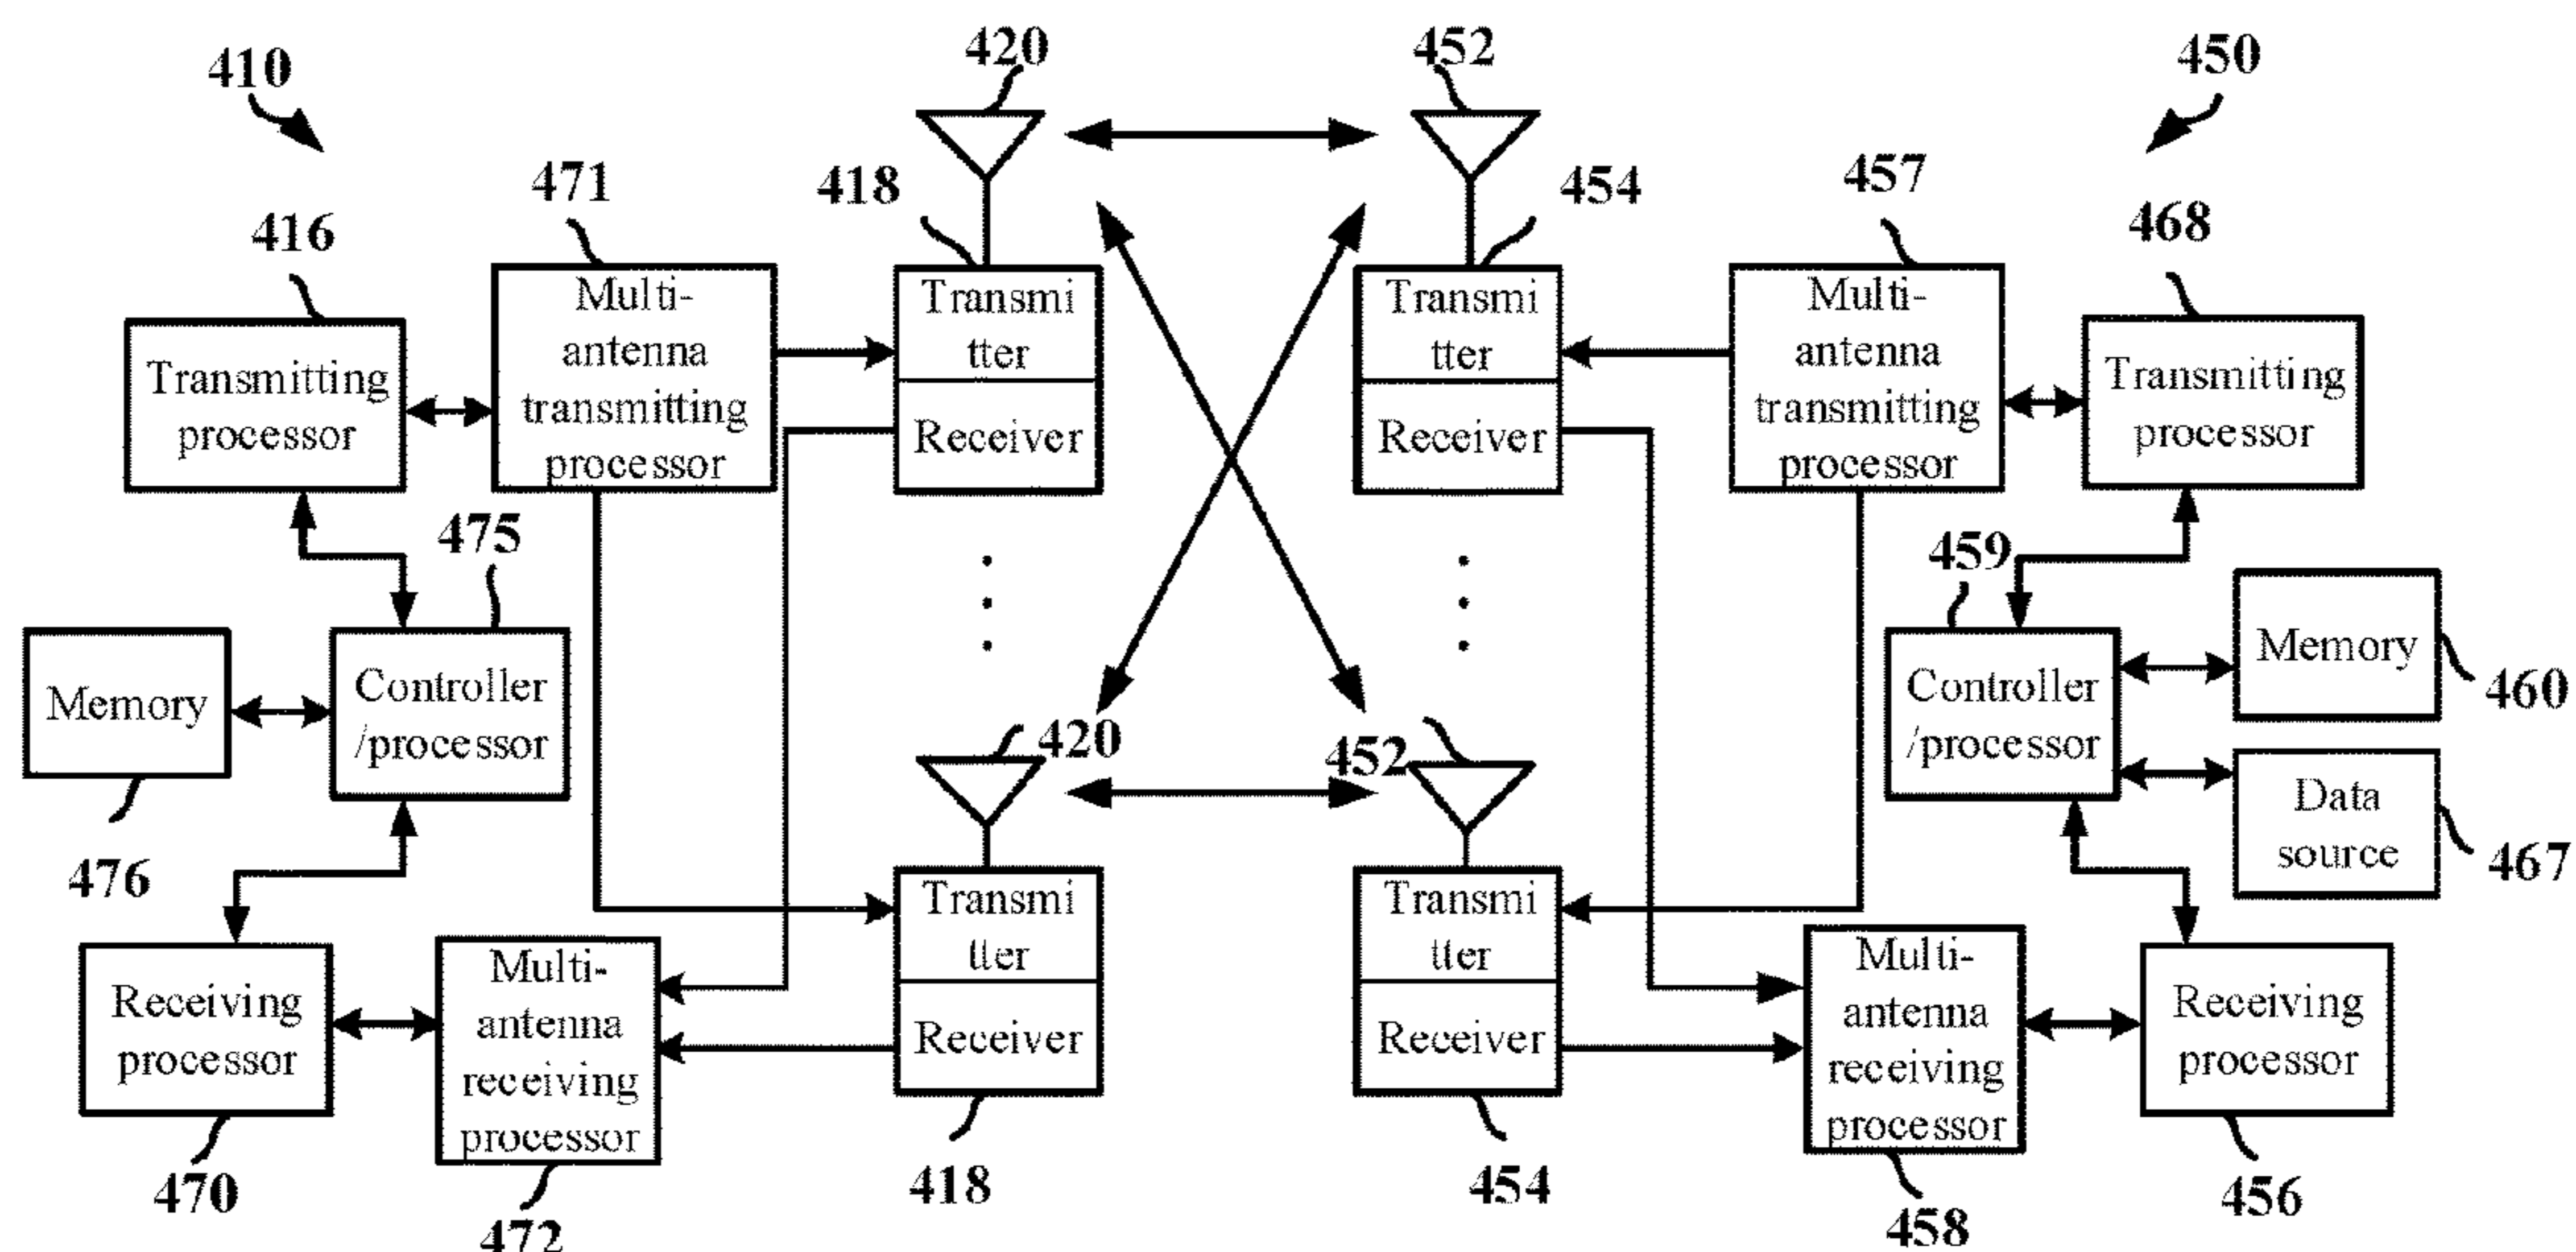 410
420
452
450
471
418
454
457
468
416
Multi-
antenna
transmitting
processor
Transmi
tter
Receiver
Transmi
tter
Receiver
Multi-
antenna
transmitting
processor
Transmitting
processor
Transmitting
processor
475
459
Memory
Controller
/processor
Controller
/processor
Memory
460
420
452
Data
source
467
476
Receiving
processor
Multi-
antenna
receiving
processor
Transmi
tter
Receiver
Transmi
tter
Receiver
Multi-
antenna
receiving
processor
Receiving
processor
470
472
418
454
458
456